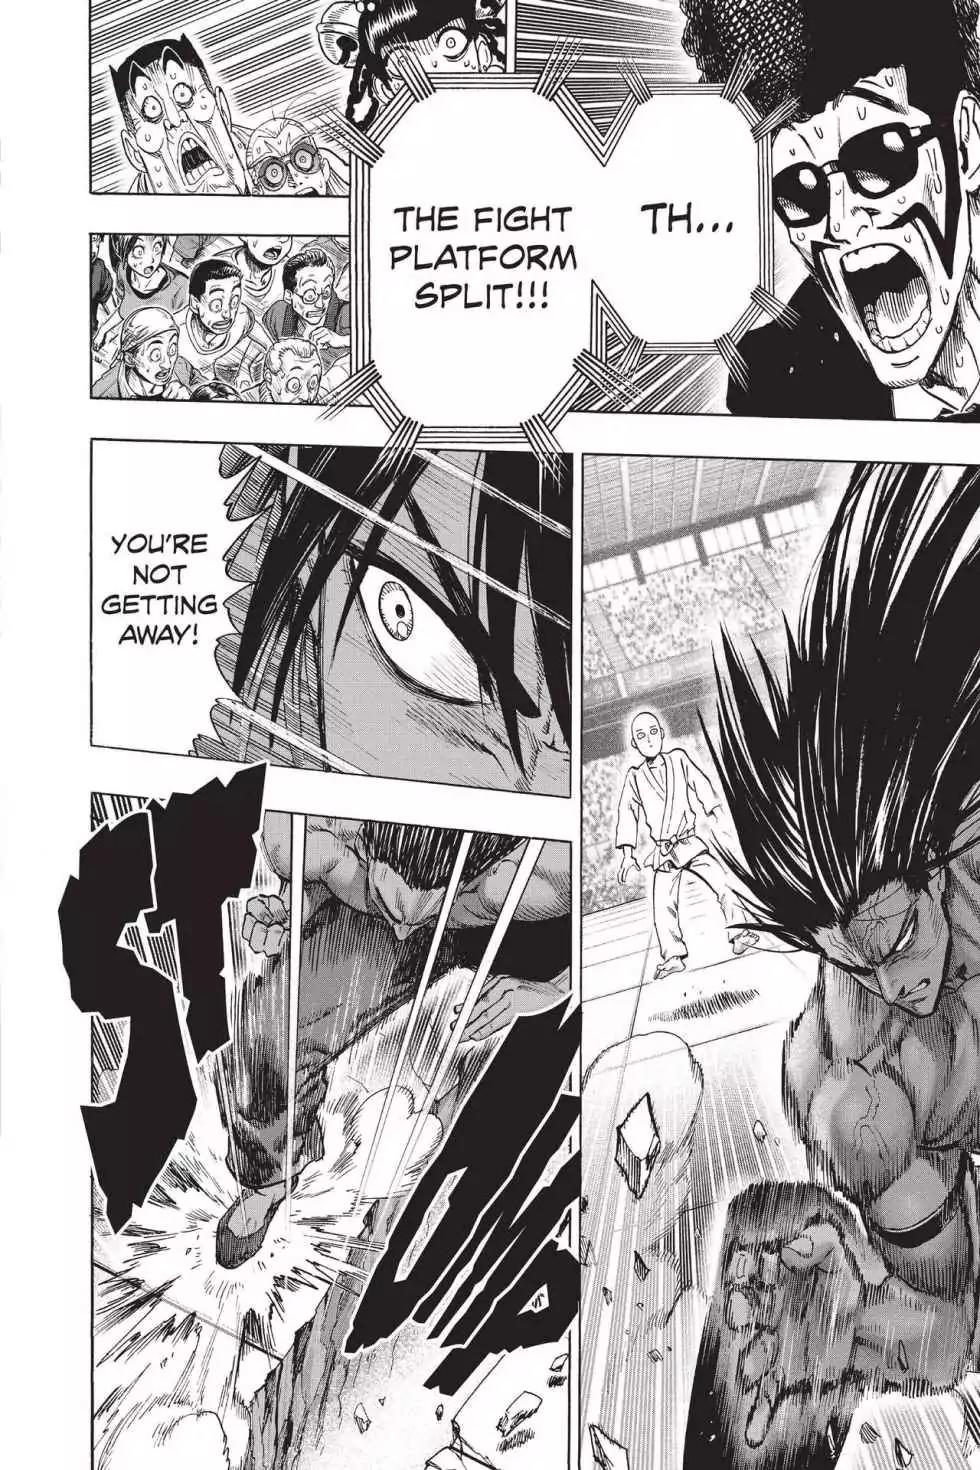 TH...
THE FIGHT
PLATFORM
SPLIT!!!
YOU'RE
NOT
GETTING
AWAY!